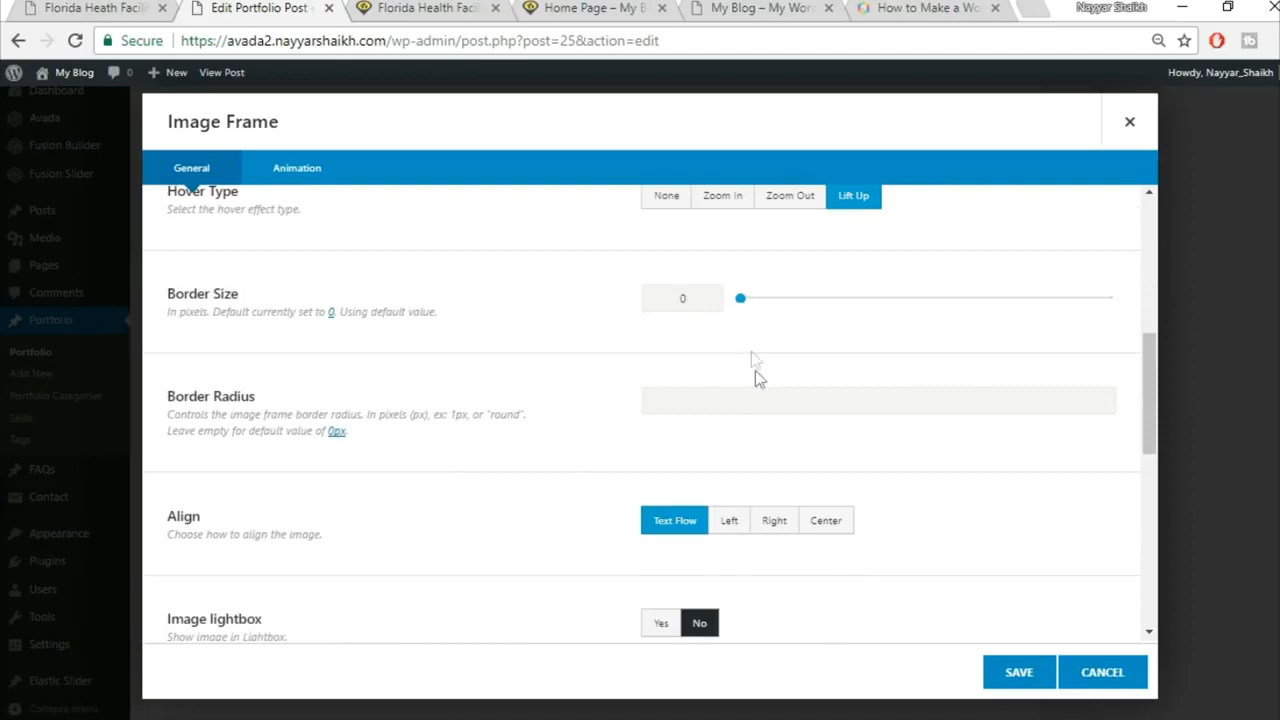 Florida Heath Facil
Edit Portfolio Post
Florida Health Faci
Home Page – My B
My Blog – My Wor
How to Make a Wo
Nayyar Shaikh
Secure
https://avada2.nayyarshaikh.com/wp-admin/post.php?post=25&action=edit
My Blog
0
New
View Post
Howdy, Nayyar_Shaikh
Dashboard
Avada
Fusion Builder
Fusion Slider
Posts
Media
Pages
Comments
Portfolio
Portfolio
Add New
Portfolio Categories
Skills
Tags
FAQs
Contact
Appearance
Plugins
Users
Tools
Settings
Elastic Slider
Collapse menu
Image Frame
General
Animation
Hover Type
Select the hover effect type.
None
Zoom In
Zoom Out
Lift Up
Border Size
In pixels. Default currently set to 0. Using default value.
0
Border Radius
Controls the image frame border radius. In pixels (px), ex: 1px, or "round".
Leave empty for default value of 0px.
Align
Choose how to align the image.
Text Flow
Left
Right
Center
Image lightbox
Show image in Lightbox.
Yes
No
SAVE
CANCEL